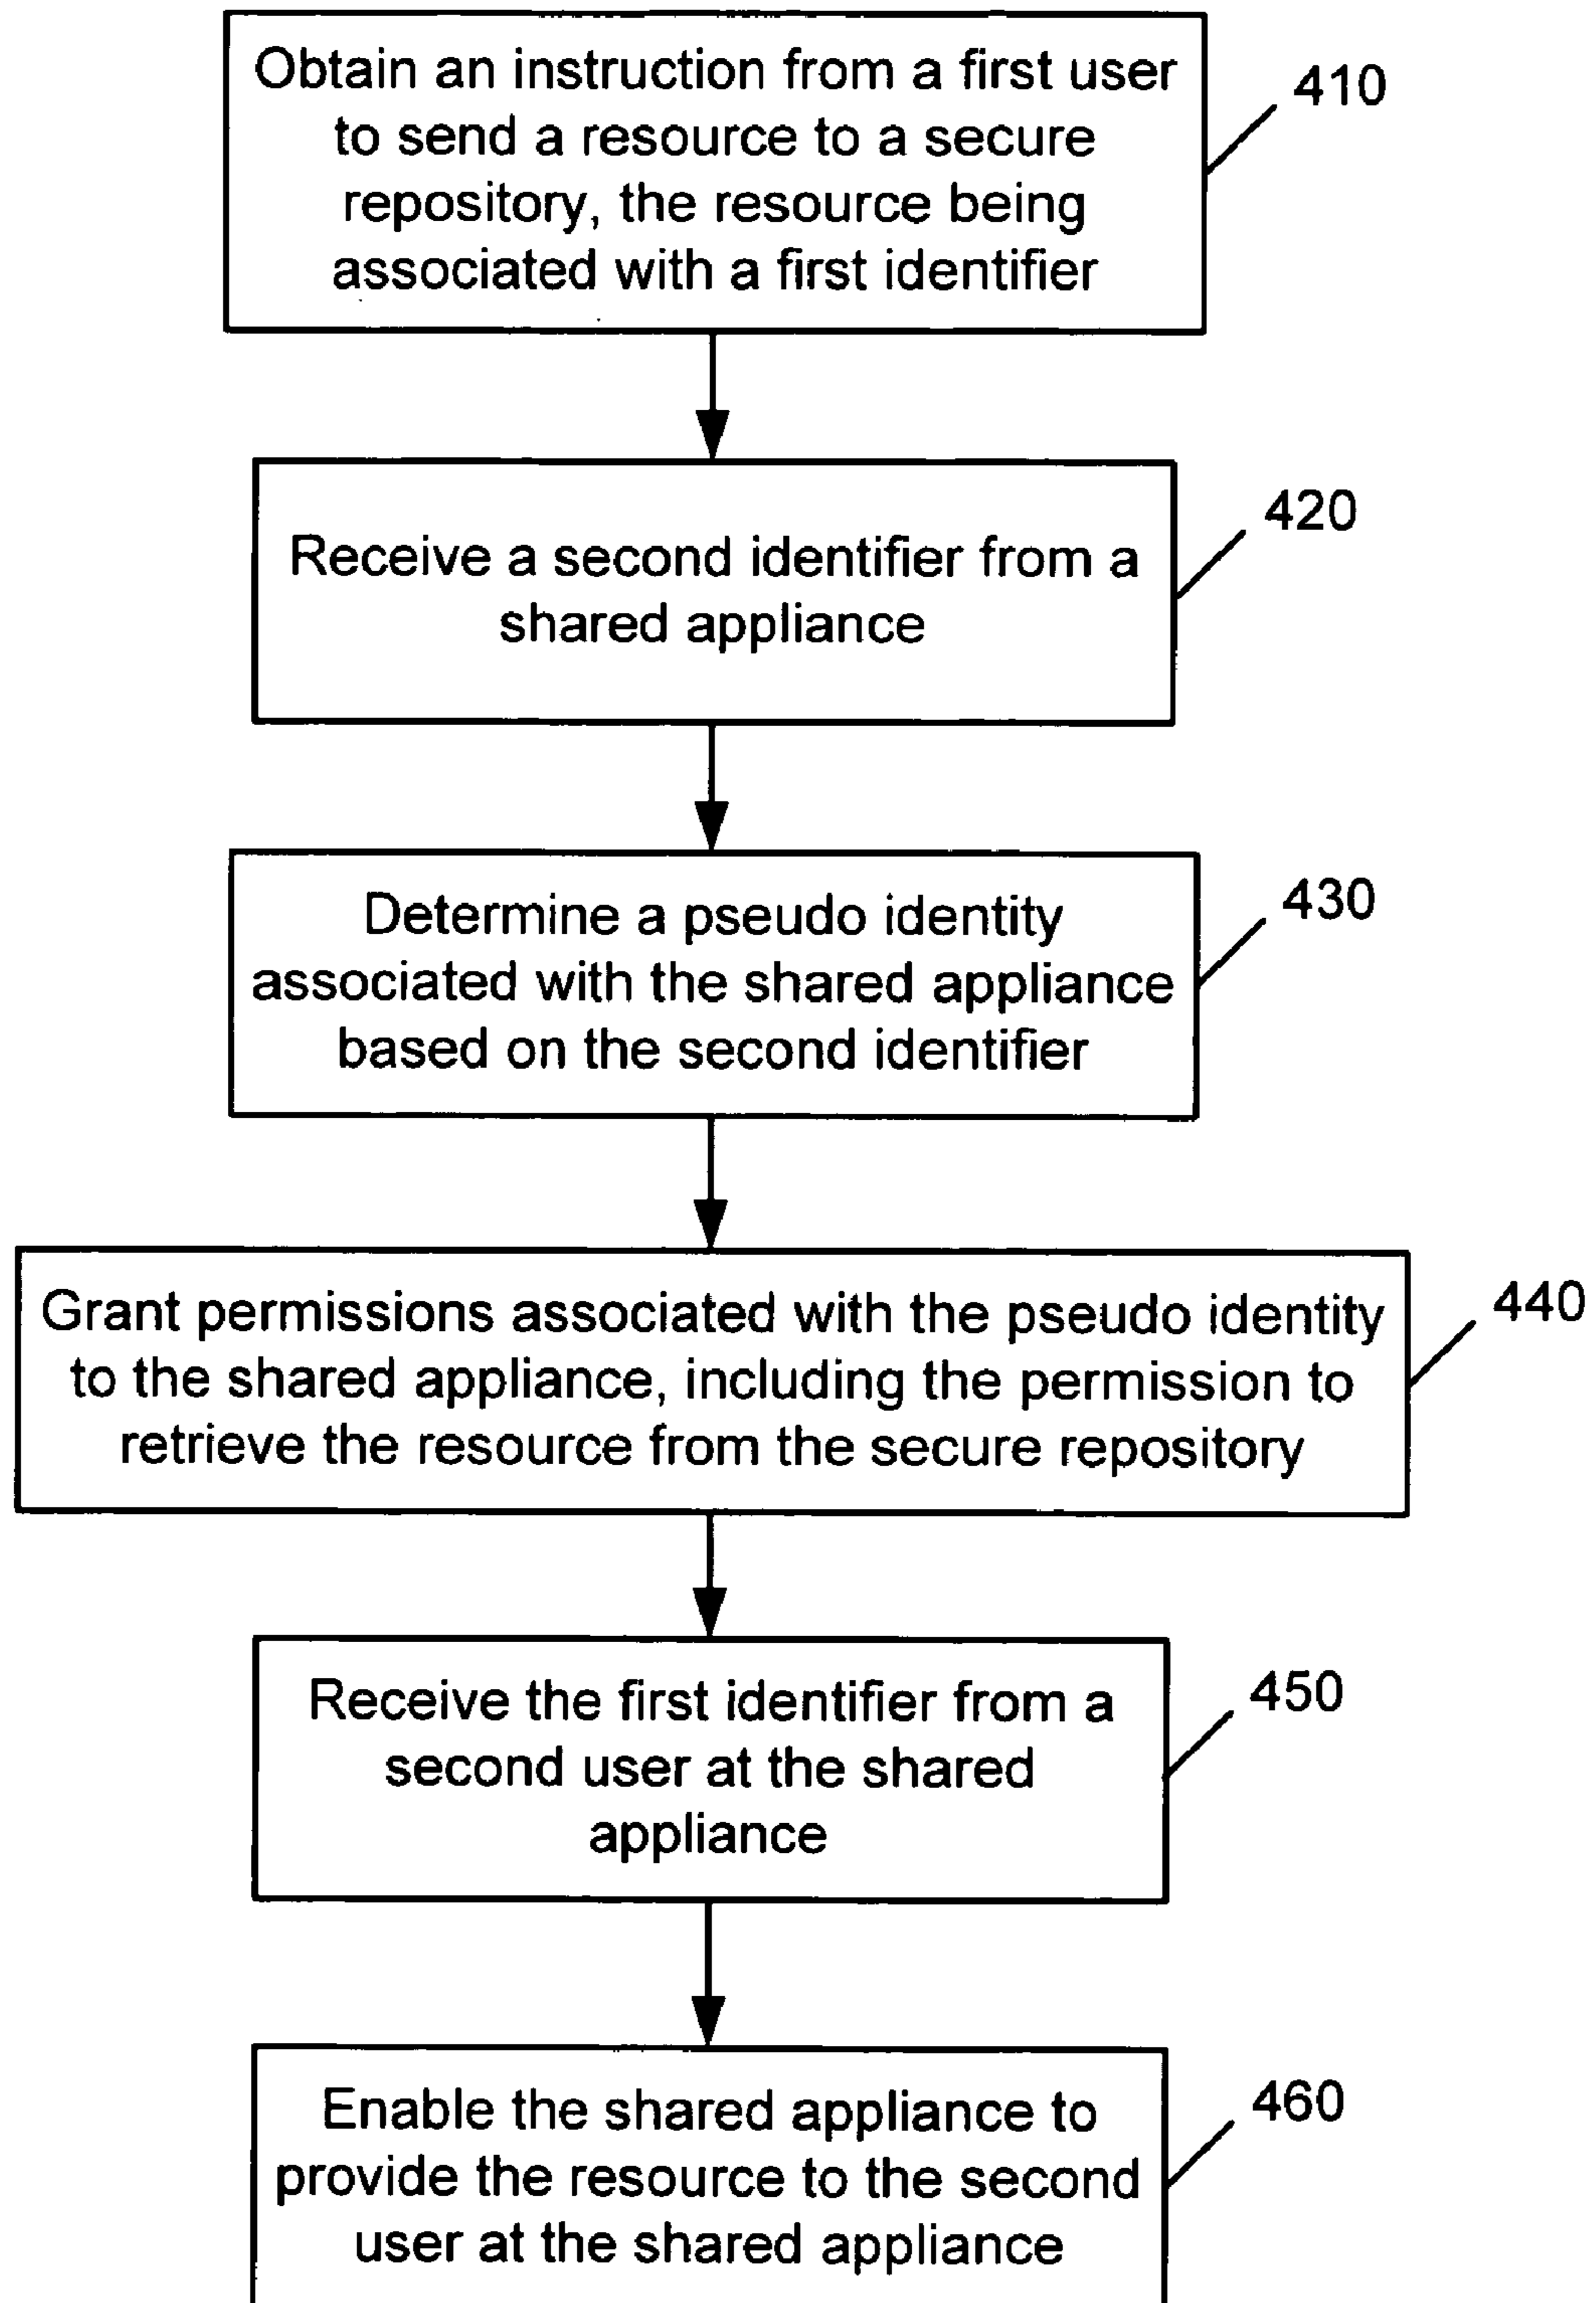 Obtain an instruction from a first user
to send a resource to a secure
repository, the resource being
associated with a first identifier
410
Receive a second identifier from a
shared appliance
420
Determine a pseudo identity
associated with the shared appliance
based on the second identifier
430
Grant permissions associated with the pseudo identity
to the shared appliance, including the permission to
retrieve the resource from the secure repository
440
Receive the first identifier from a
second user at the shared
appliance
450
Enable the shared appliance to
provide the resource to the second
user at the shared appliance
460